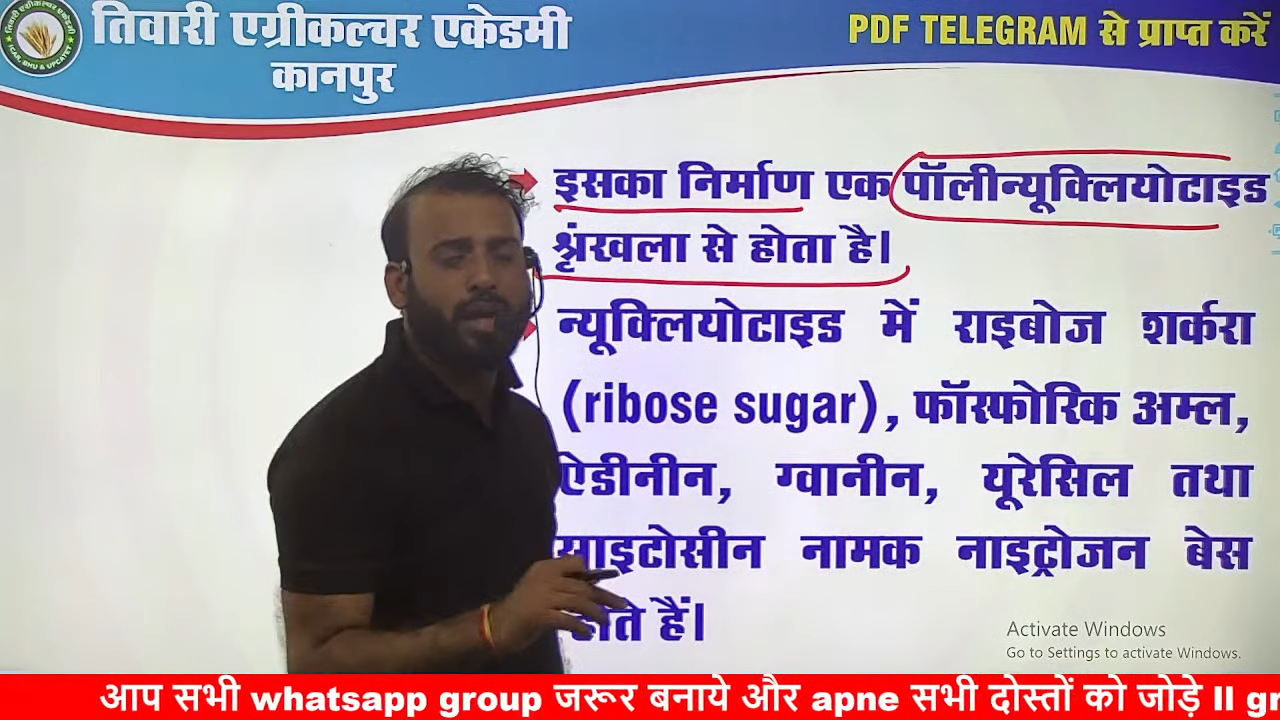 तिवारी एग्रीकल्चर एकेडमी
कानपुर
PDF TELEGRAM से प्राप्त करें
इसका निर्माण एक पॉलीन्यूक्लियोटाइड
श्रृंखला से होता है।
न्यूक्लियोटाइड में राइबोज शर्करा
(ribose sugar), फॉस्फोरिक अम्ल,
ऐडीनीन, ग्वानीन, यूरेसिल तथा
साइटोसीन नामक नाइट्रोजन बेस
होते हैं।
Activate Windows
Go to Settings to activate Windows.
आप सभी whatsapp group जरूर बनाये और apne सभी दोस्तों को जोड़े II gr